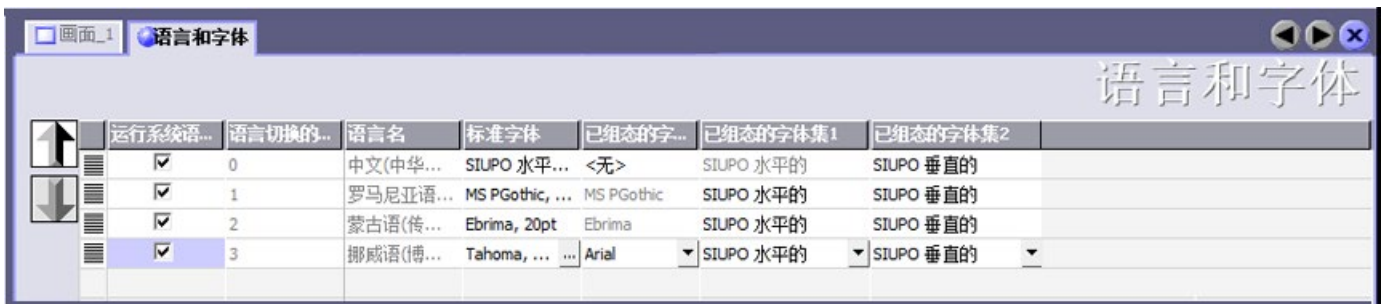 画面_1 语言和字体
语言和字体
运行系统语... 语言切换的... 语言名 标准字体 已组态的字... 已组态的字体集1 已组态的字体集2
0 中文(中华... SIUPO 水平... <无> SIUPO 水平的 SIUPO 垂直的
1 罗马尼亚语... MS PGothic, ... MS PGothic SIUPO 水平的 SIUPO 垂直的
2 蒙古语(传... Ebrima, 20pt Ebrima SIUPO 水平的 SIUPO 垂直的
3 挪威语(博... Tahoma, ... ... Arial SIUPO 水平的 SIUPO 垂直的